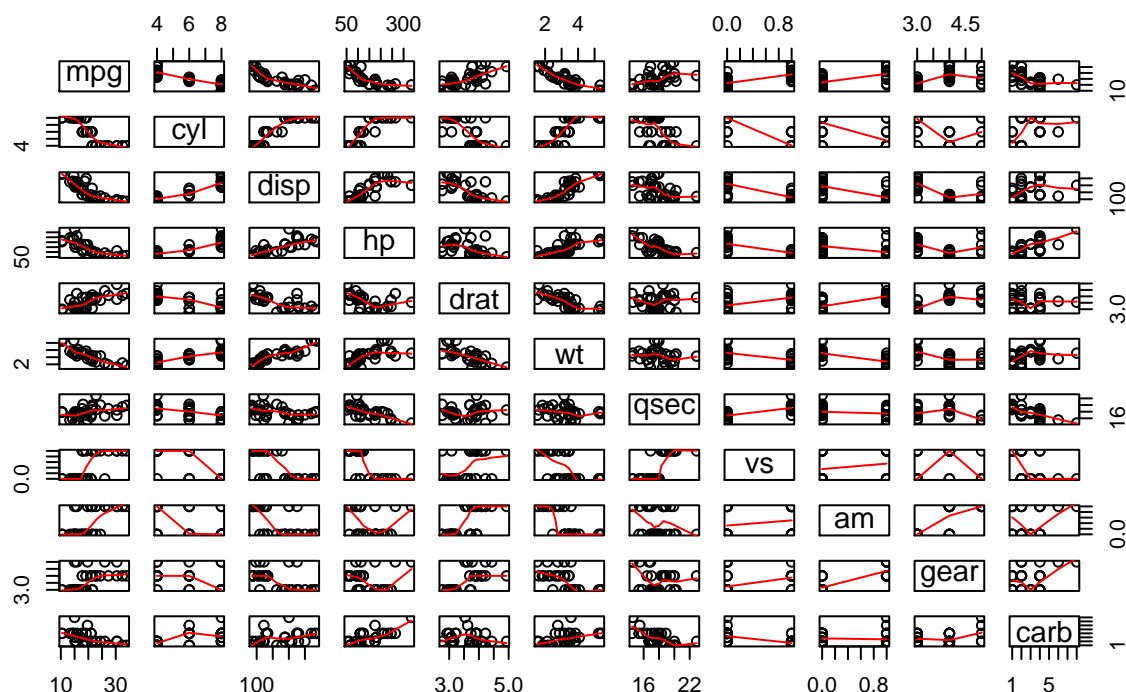 4 6 8 50 300 2 4 0.0 0.8 3.0 4.5
mpg 10
4 cyl
disp 100
50 hp
drat 3.0
2 wt
qsec 16
0.0 vs
am 0.0
3.0 gear
carb 1
10 30 100 3.0 5.0 16 22 0.0 0.8 1 5